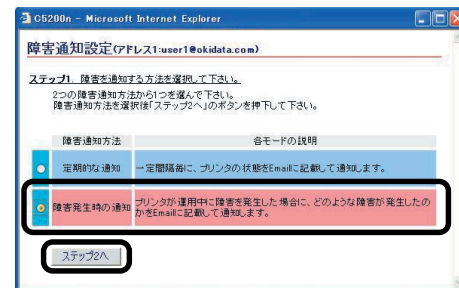 C5200n - Microsoft Internet Explorer
障害通知設定(アドレス1:user1@okidata.com)
ステップ1. 障害を通知する方法を選択して下さい。
2つの障害通知方法から1つを選んで下さい。
障害通知方法を選択後「ステップ2へ」のボタンを押下して下さい。
障害通知方法 各モードの説明
定期的な通知 一定間隔毎に、プリンタの状態をEmailに記載して通知します。
障害発生時の通知 プリンタが運用中に障害を発生した場合に、どのような障害が発生したの
かをEmailに記載して通知します。
ステップ2へ